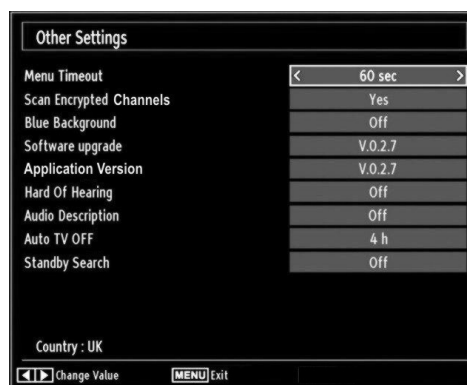 Other Settings
Menu Timeout < 60 sec >
Scan Encrypted Channels Yes
Blue Background Off
Software upgrade V.0.2.7
Application Version V.0.2.7
Hard Of Hearing Off
Audio Description Off
Auto TV OFF 4 h
Standby Search Off
Country : UK
Change Value MENU Exit